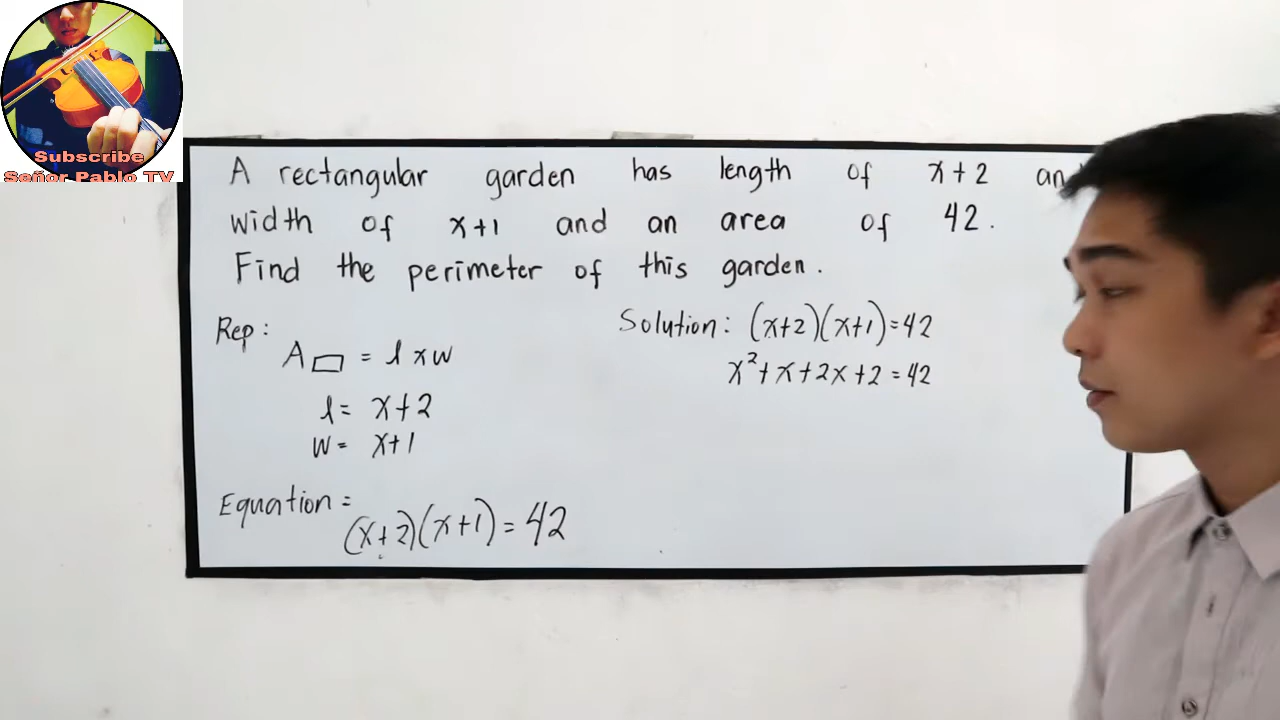 Subscribe
Señor Pablo TV
A rectangular garden has length of x+2 an
width of x+1 and an area of 42.
Find the perimeter of this garden.
Rep:
A▭ = l x w
l = x+2
w = x+1
Equation =
(x+2)(x+1) = 42
Solution: (x+2)(x+1)=42
x²+x+2x+2=42